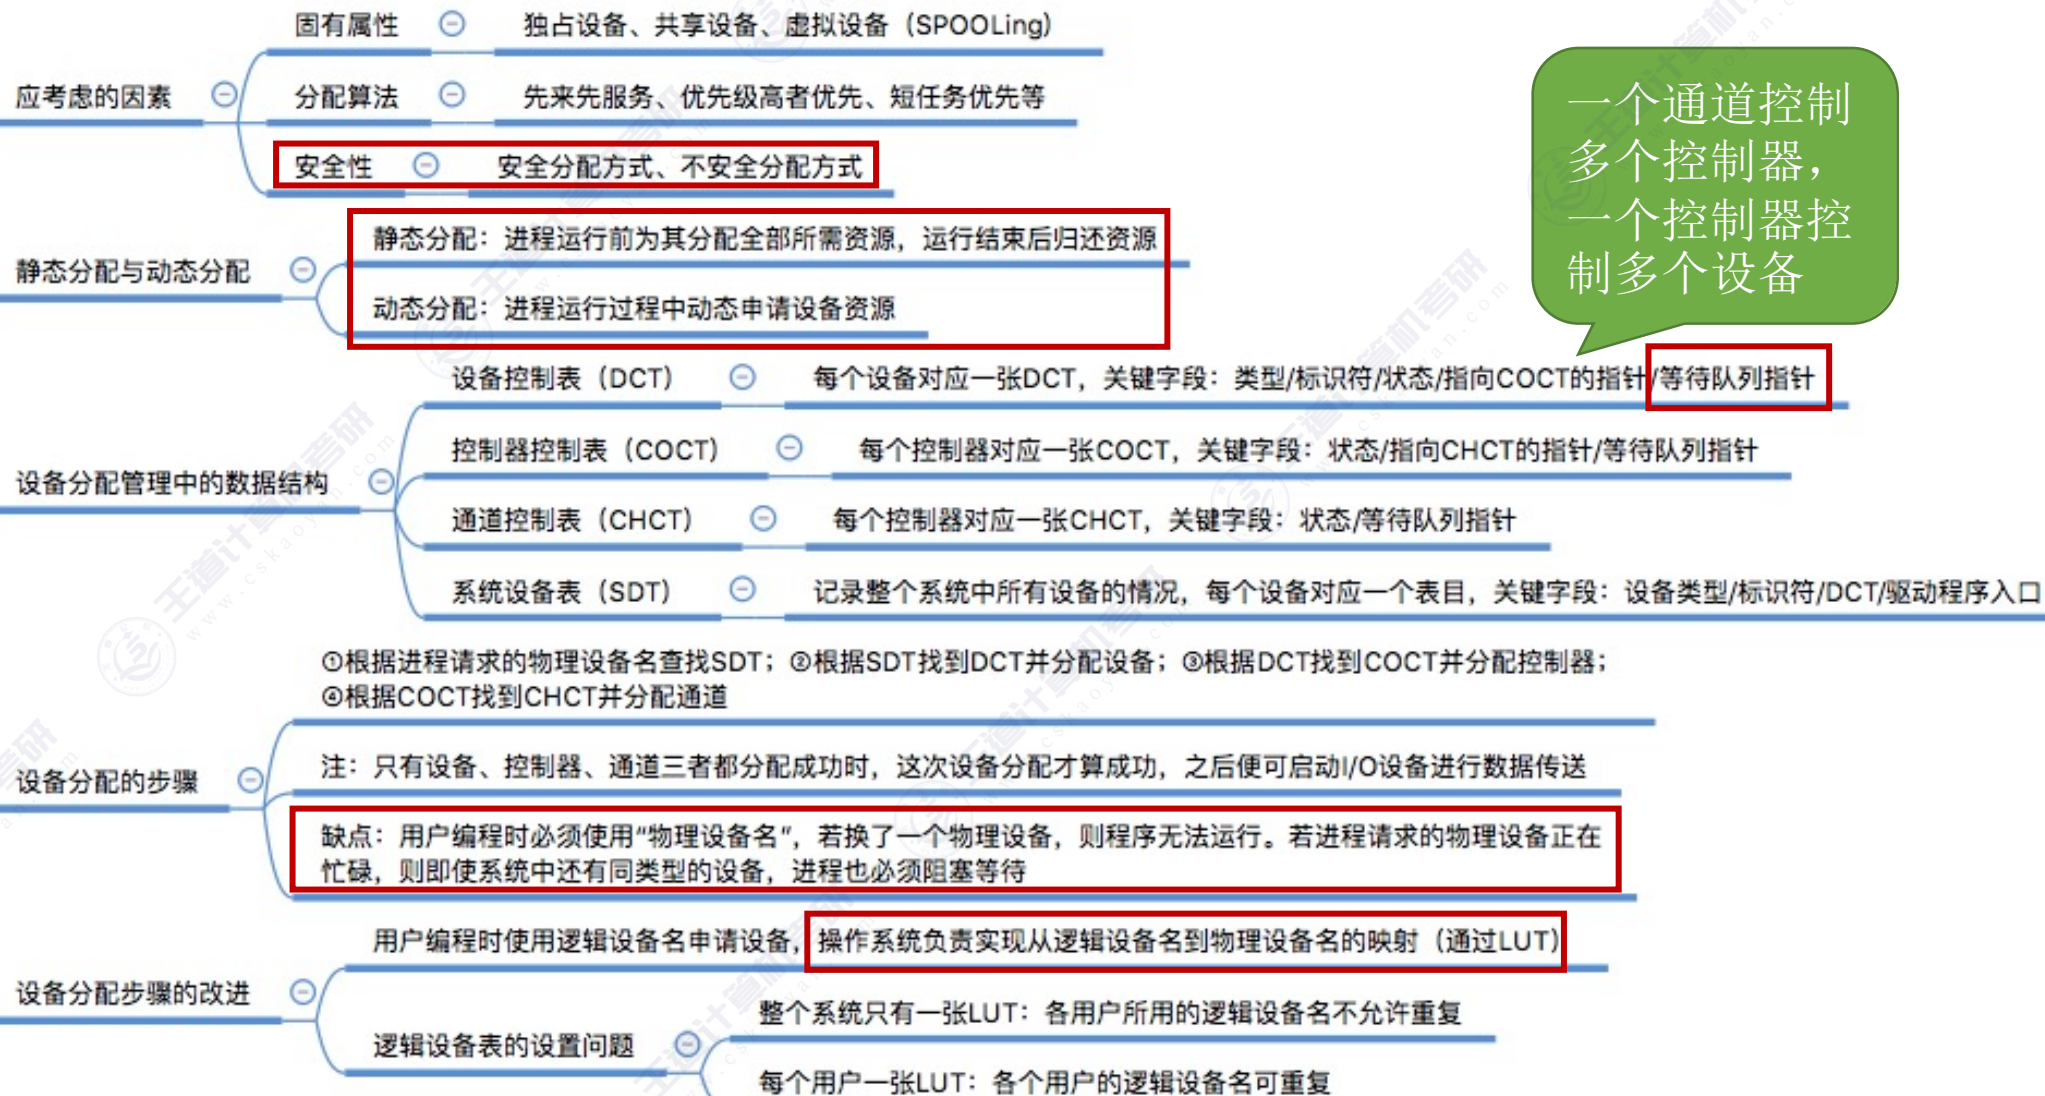 固有属性 独占设备、共享设备、虚拟设备（SPOOLing）
应考虑的因素 分配算法 先来先服务、优先级高者优先、短任务优先等
安全性 安全分配方式、不安全分配方式
一个通道控制
多个控制器，
一个控制器控
制多个设备
静态分配：进程运行前为其分配全部所需资源，运行结束后归还资源
静态分配与动态分配
动态分配：进程运行过程中动态申请设备资源
设备控制表（DCT） 每个设备对应一张DCT，关键字段：类型/标识符/状态/指向COCT的指针/等待队列指针
控制器控制表（COCT） 每个控制器对应一张COCT，关键字段：状态/指向CHCT的指针/等待队列指针
设备分配管理中的数据结构
通道控制表（CHCT） 每个控制器对应一张CHCT，关键字段：状态/等待队列指针
系统设备表（SDT） 记录整个系统中所有设备的情况，每个设备对应一个表目，关键字段：设备类型/标识符/DCT/驱动程序入口
①根据进程请求的物理设备名查找SDT；②根据SDT找到DCT并分配设备；③根据DCT找到COCT并分配控制器；
④根据COCT找到CHCT并分配通道
设备分配的步骤
注：只有设备、控制器、通道三者都分配成功时，这次设备分配才算成功，之后便可启动I/O设备进行数据传送
缺点：用户编程时必须使用“物理设备名”，若换了一个物理设备，则程序无法运行。若进程请求的物理设备正在
忙碌，则即使系统中还有同类型的设备，进程也必须阻塞等待
用户编程时使用逻辑设备名申请设备，操作系统负责实现从逻辑设备名到物理设备名的映射（通过LUT）
设备分配步骤的改进
整个系统只有一张LUT：各用户所用的逻辑设备名不允许重复
逻辑设备表的设置问题
每个用户一张LUT：各个用户的逻辑设备名可重复
王道计算机考研
www.cskaoyan.com